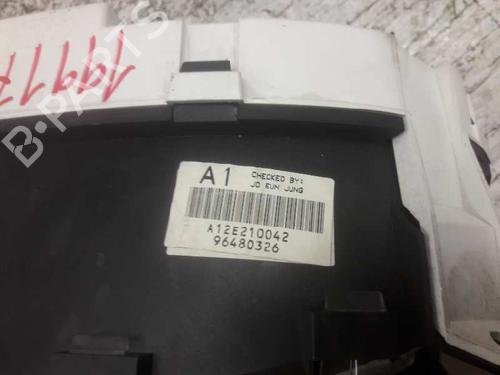 B-PARTS
A1
CHECKED BY:
JO EUN JUNG
A12E210042
96480326